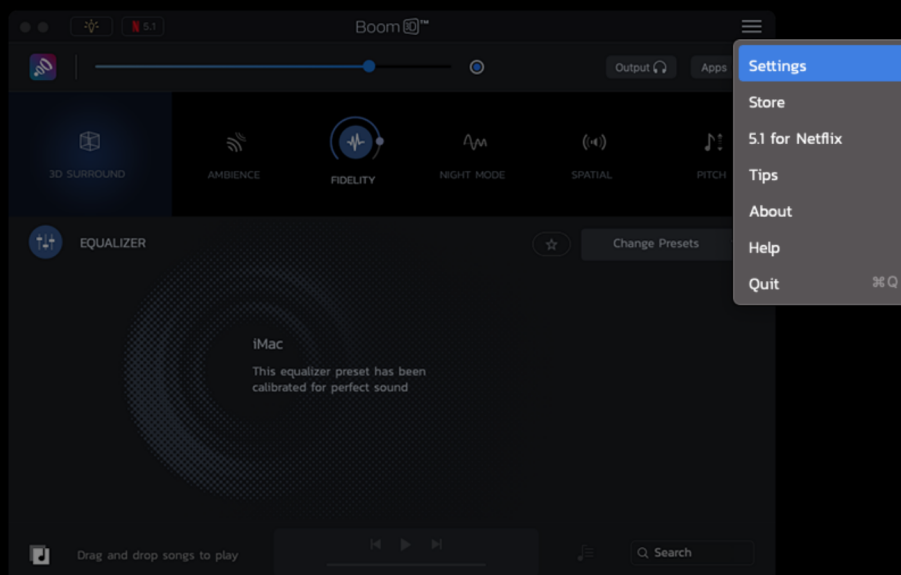 5.1
Boom 3D™
Output
Apps
Settings
Store
5.1 for Netflix
Tips
About
Help
Quit ⌘Q
3D SURROUND
AMBIENCE
FIDELITY
NIGHT MODE
SPATIAL
PITCH
EQUALIZER
Change Presets
iMac
This equalizer preset has been
calibrated for perfect sound
Drag and drop songs to play
Search